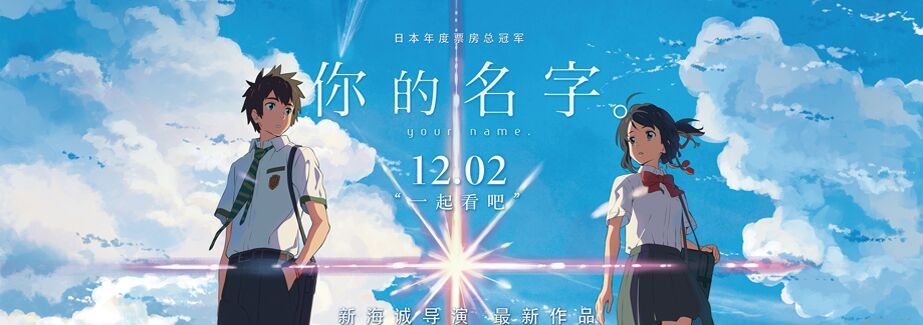 日本年度票房总冠军
你的名字。
your name.
12.02
“一起看吧”
新海诚导演 最新作品